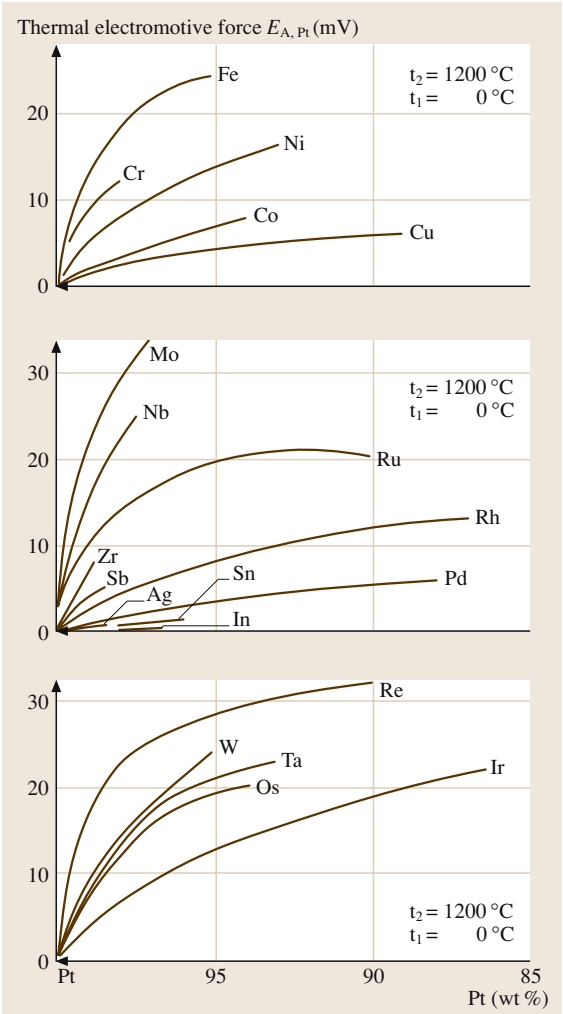 Thermal electromotive force E A, Pt (mV)
Fe
t2 = 1200 °C
t1 = 0 °C
20
Ni
Cr
10
Co
Cu
0
Mo
30
t2 = 1200 °C
t1 = 0 °C
Nb
20
Ru
Rh
10
Zr
Sn
Sb
Pd
Ag
In
0
Re
30
W
Ta
Ir
Os
20
10
t2 = 1200 °C
t1 = 0 °C
0
Pt 95 90 85
Pt (wt %)